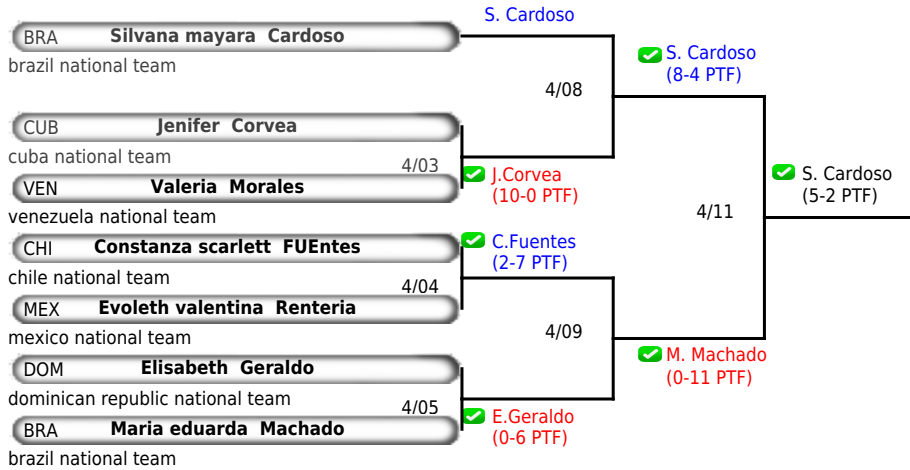 S. Cardoso
BRA Silvana mayara Cardoso
brazil national team
S. Cardoso
(8-4 PTF)
4/08
CUB Jenifer Corvea
cuba national team
4/03
J.Corvea
(10-0 PTF)
VEN Valeria Morales
venezuela national team
S. Cardoso
(5-2 PTF)
4/11
CHI Constanza scarlett FUEntes
chile national team
C.Fuentes
(2-7 PTF)
4/04
MEX Evoleth valentina Renteria
mexico national team
4/09
M. Machado
(0-11 PTF)
DOM Elisabeth Geraldo
dominican republic national team
4/05
E.Geraldo
(0-6 PTF)
BRA Maria eduarda Machado
brazil national team